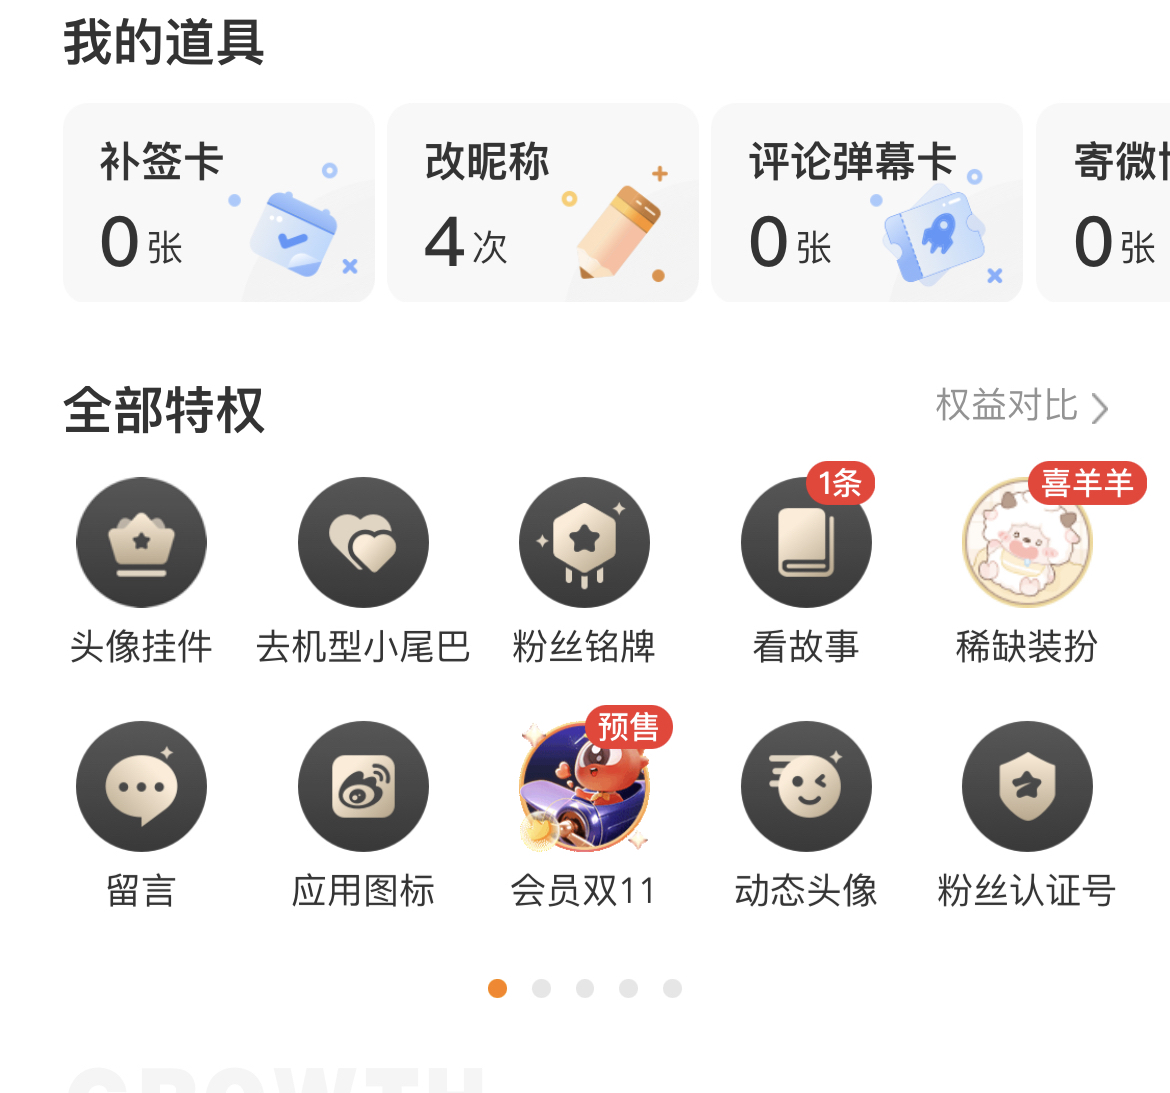 我的道具
补签卡 改昵称 评论弹幕卡 寄微
0张 4次 0张 0张
全部特权 权益对比
1条 喜羊羊
头像挂件 去机型小尾巴 粉丝铭牌 看故事 稀缺装扮
预售
留言 应用图标 会员双11 动态头像 粉丝认证号
GROWTH